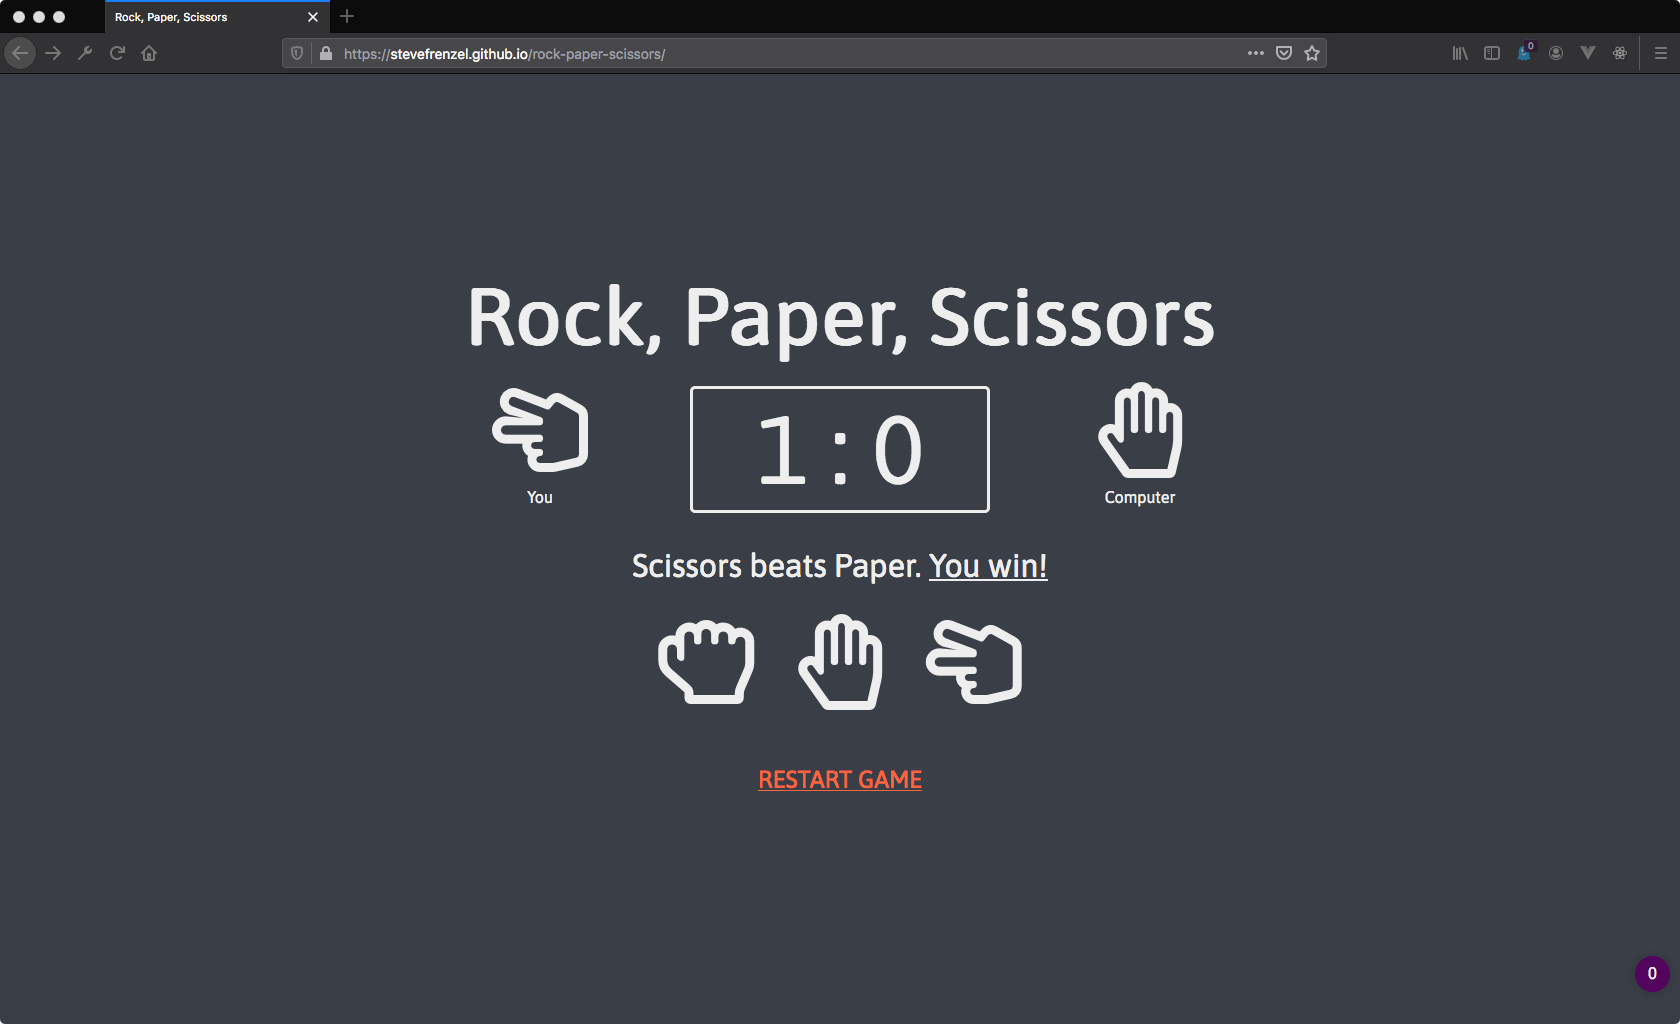 Rock, Paper, Scissors
https://stevefrenzel.github.io/rock-paper-scissors/
0
Rock, Paper, Scissors
1 : 0
You
Computer
Scissors beats Paper. You win!
RESTART GAME
0